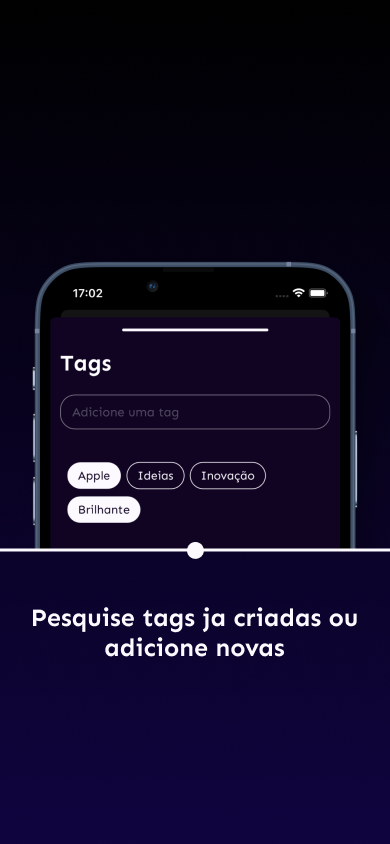 17:02
Tags
Adicione uma tag
Apple Ideias Inovação
Brilhante
Pesquise tags ja criadas ou
adicione novas